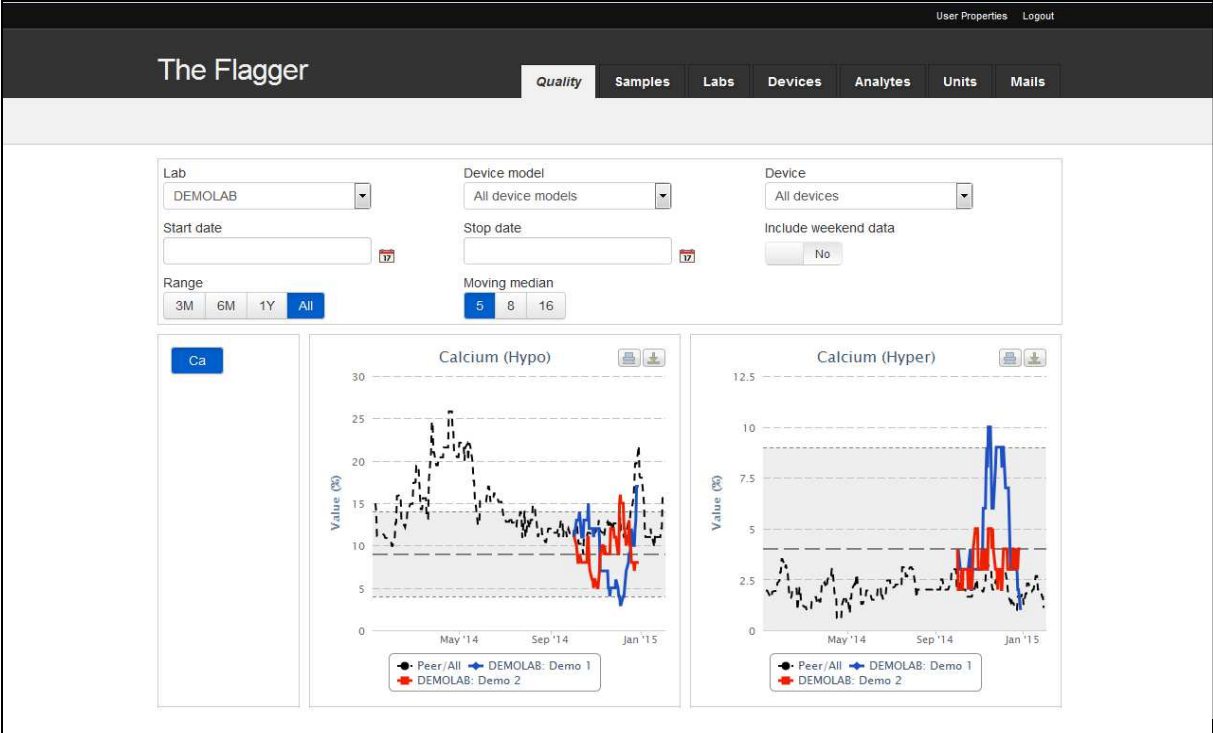 User Properties Logout
The Flagger
Quality Samples Labs Devices Analytes Units Mails
Lab Device model Device
DEMOLAB All device models All devices
Start date Stop date Include weekend data
17 17 No
Range Moving median
3M 6M 1Y All 5 8 16
Ca
Calcium (Hypo)
30
25
20
15
10
5
0
Value (%)
May '14 Sep '14 Jan '15
Peer/All DEMOLAB: Demo 1
DEMOLAB: Demo 2
Calcium (Hyper)
12.5
10
7.5
5
2.5
0
Value (%)
May '14 Sep '14 Jan '15
Peer/All DEMOLAB: Demo 1
DEMOLAB: Demo 2